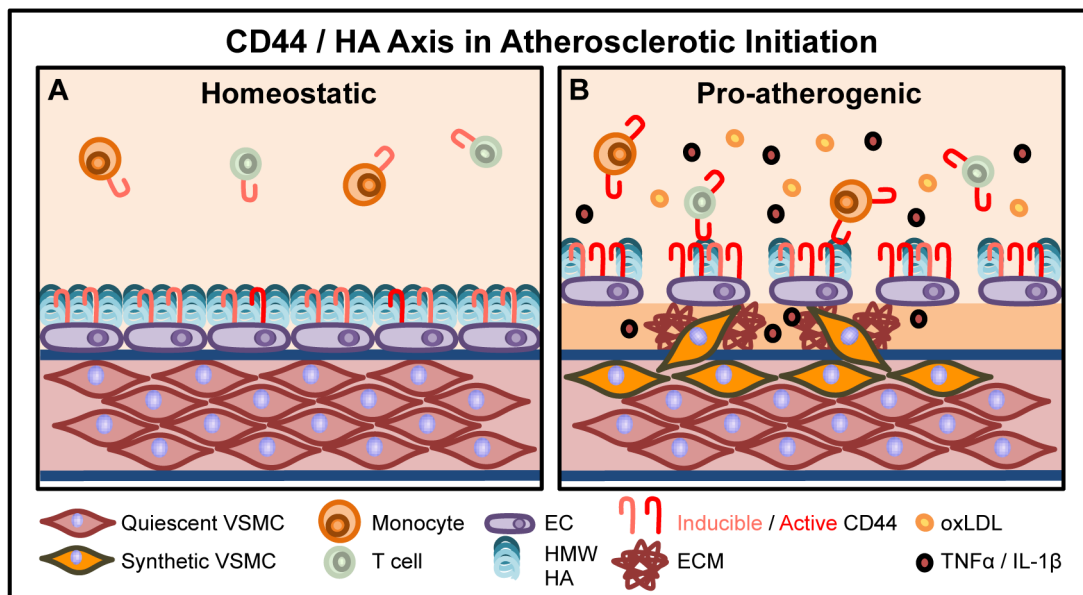 CD44 / HA Axis in Atherosclerotic Initiation
A
Homeostatic
B
Pro-atherogenic
Quiescent VSMC
Monocyte
EC
Inducible / Active CD44
oxLDL
Synthetic VSMC
T cell
HMW
HA
ECM
TNFα / IL-1β